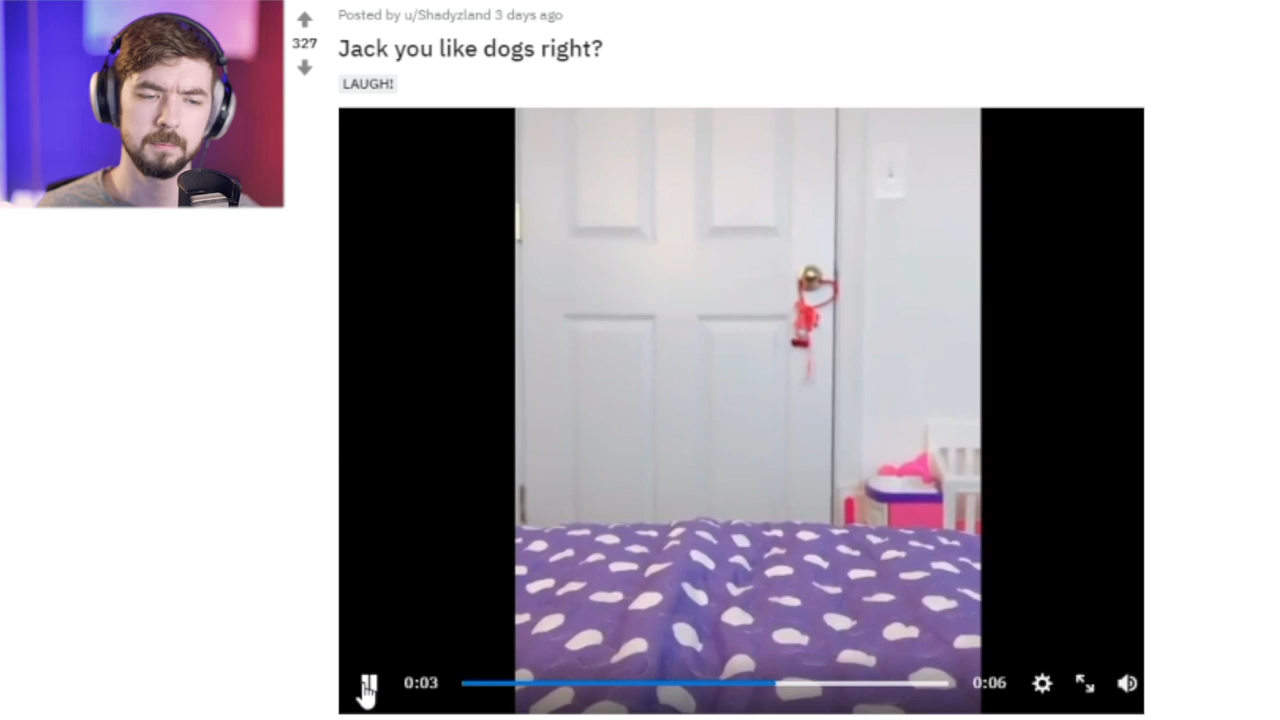 Posted by u/Shadyzland 3 days ago
327
Jack you like dogs right?
LAUGH!
0:03
0:06